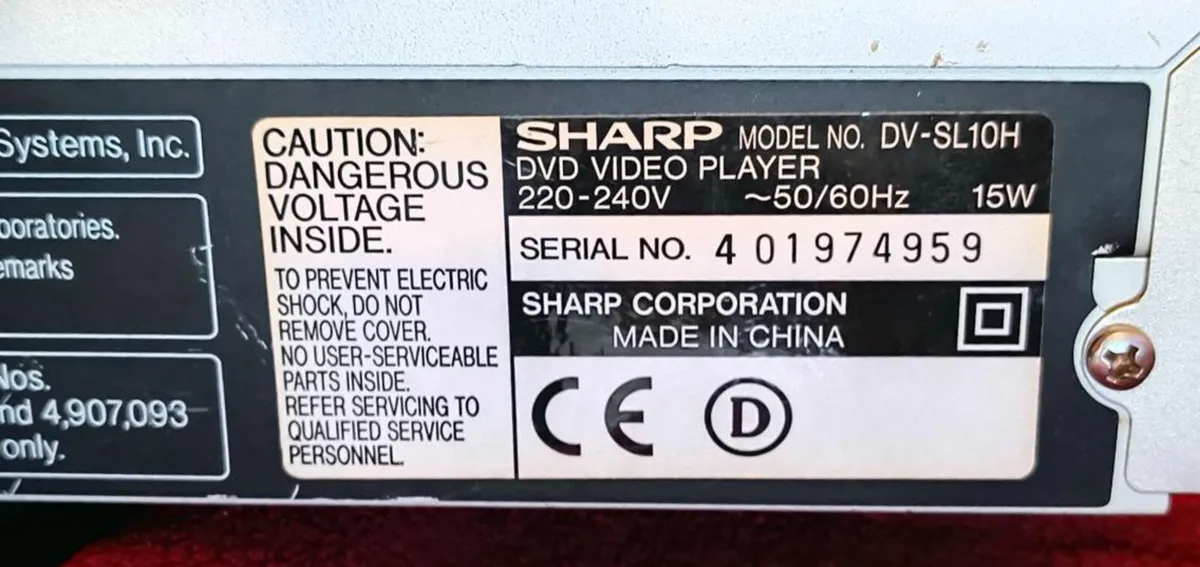 Systems, Inc.
boratories.
emarks
Nos.
nd 4,907,093
only.
CAUTION:
DANGEROUS
VOLTAGE
INSIDE.
TO PREVENT ELECTRIC
SHOCK, DO NOT
REMOVE COVER.
NO USER-SERVICEABLE
PARTS INSIDE.
REFER SERVICING TO
QUALIFIED SERVICE
PERSONNEL.
SHARP MODEL NO. DV-SL10H
DVD VIDEO PLAYER
220-240V ~50/60Hz 15W
SERIAL NO. 401974959
SHARP CORPORATION
MADE IN CHINA
CE D